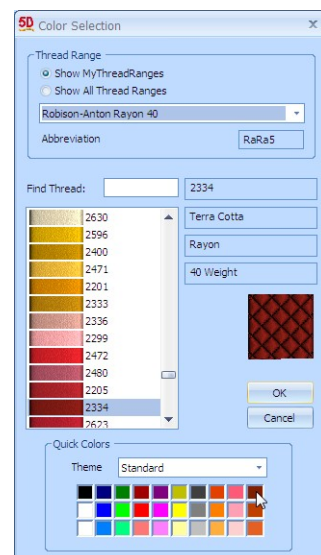 5D Color Selection x
Thread Range
Show MyThreadRanges
Show All Thread Ranges
Robison-Anton Rayon 40
Abbreviation RaRa5
Find Thread: 2334
2630 Terra Cotta
2596
2400 Rayon
2471
2201 40 Weight
2333
2336
2299
2472
2480
2205 OK
2334
2623 Cancel
Quick Colors
Theme Standard